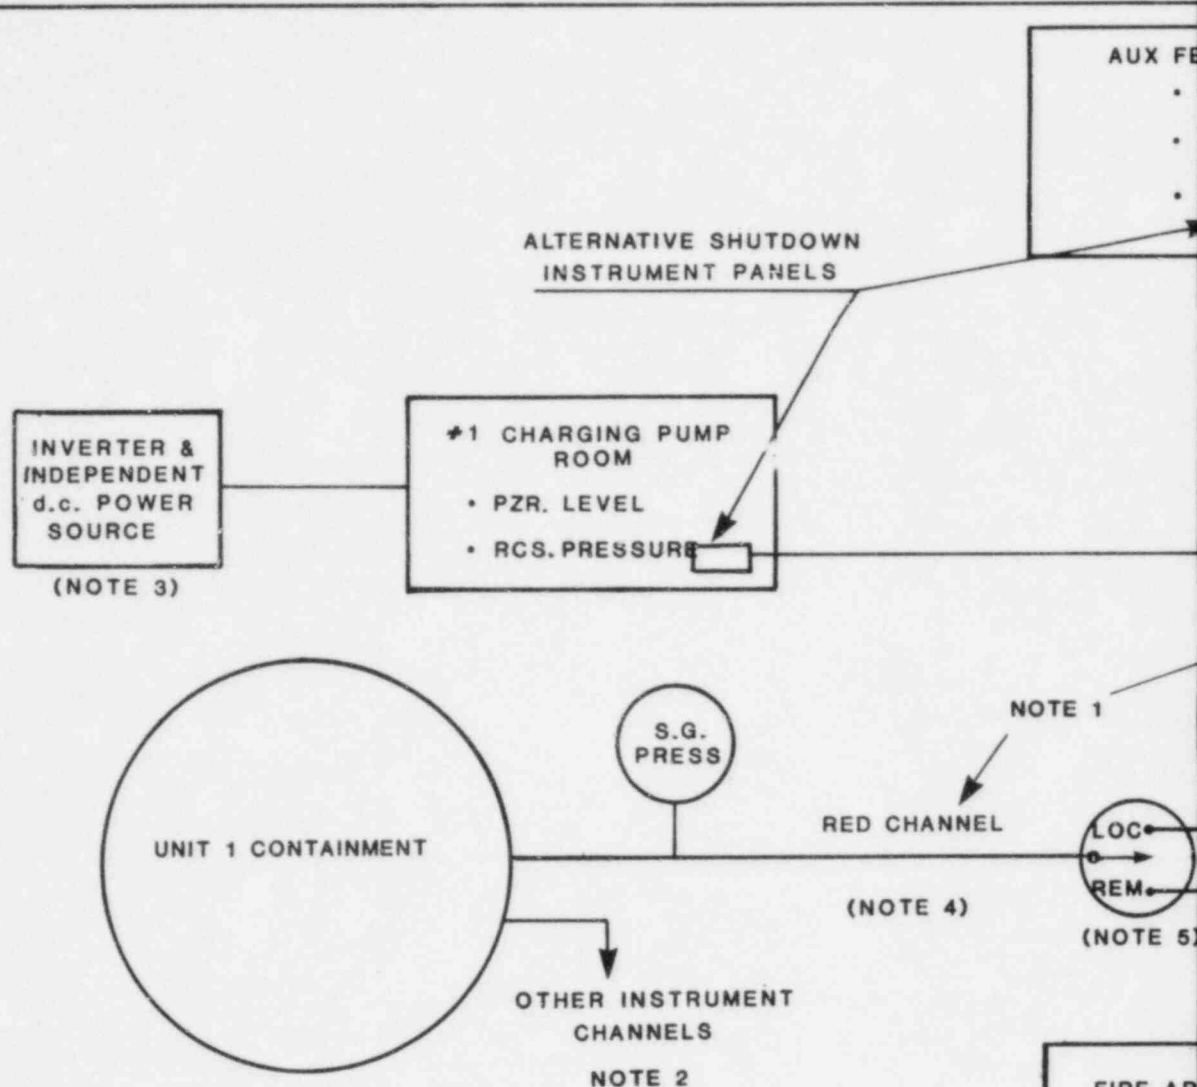 AUX
ALTERNATIVE SHUTDOWN
INSTRUMENT PANELS
INVERTER &
INDEPENDENT
d.c. POWER
SOURCE
(NOTE 3)
#1 CHARGING PUMP
ROOM
• PZR. LEVEL
• RCS. PRESSURE
S.G.
PRESS
NOTE 1
UNIT 1 CONTAINMENT
RED CHANNEL
LOC
REM
(NOTE 4)
(NOTE 5)
OTHER INSTRUMENT
CHANNELS
NOTE 2